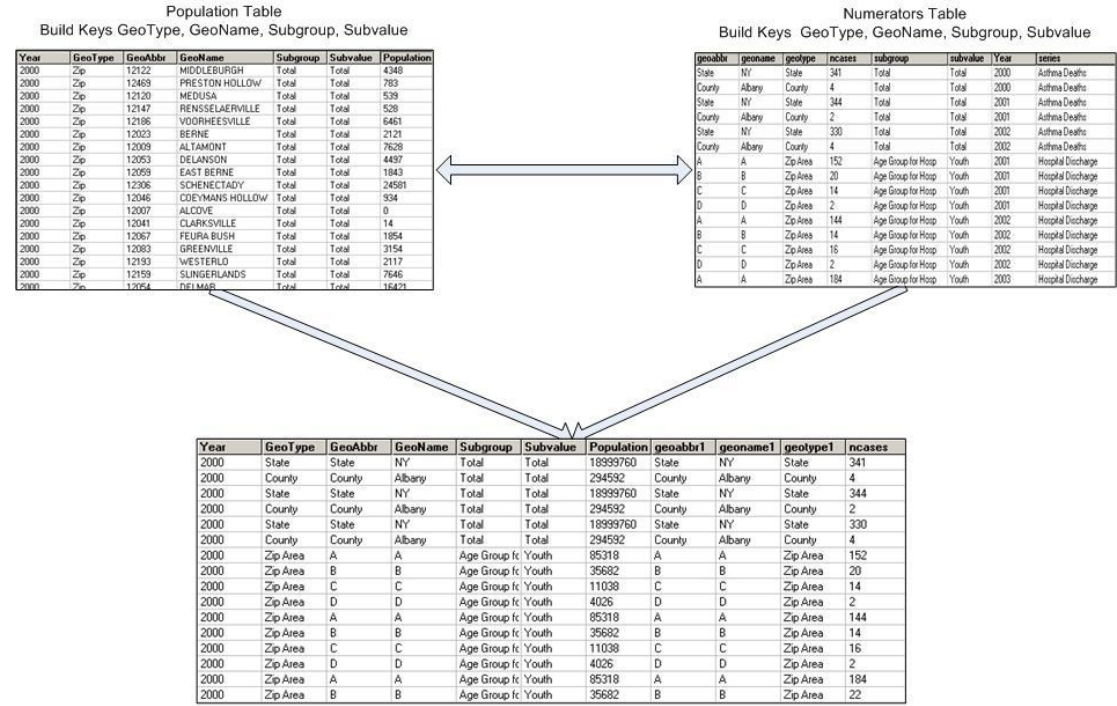 Population Table
Build Keys GeoType, GeoName, Subgroup, Subvalue
Year GeoType GeoAbbr GeoName Subgroup Subvalue Population
2000 Zip 12122 MIDDLEBURGH Total Total 4348
2000 Zip 12469 PRESTON HOLLOW Total Total 783
2000 Zip 12120 MEDUSA Total Total 539
2000 Zip 12147 RENSSELAERVILLE Total Total 528
2000 Zip 12186 VOORHEESVILLE Total Total 6461
2000 Zip 12023 BERNE Total Total 2121
2000 Zip 12009 ALTAMONT Total Total 7628
2000 Zip 12053 DELANSON Total Total 4497
2000 Zip 12059 EAST BERNE Total Total 1843
2000 Zip 12306 SCHENECTADY Total Total 24581
2000 Zip 12046 COEYMANS HOLLOW Total Total 934
2000 Zip 12007 ALCOVE Total Total 0
2000 Zip 12041 CLARKSVILLE Total Total 14
2000 Zip 12067 FEURA BUSH Total Total 1854
2000 Zip 12083 GREENVILLE Total Total 3154
2000 Zip 12193 WESTERLO Total Total 2117
2000 Zip 12159 SLINGERLANDS Total Total 7646
2000 Zip 12054 DELMAR Total Total 16421
Numerators Table
Build Keys GeoType, GeoName, Subgroup, Subvalue
geoabbr geoname geotype ncases subgroup subvalue Year series
State NY State 341 Total Total 2000 Asthma Deaths
County Albany County 4 Total Total 2000 Asthma Deaths
State NY State 344 Total Total 2001 Asthma Deaths
County Albany County 2 Total Total 2001 Asthma Deaths
State NY State 330 Total Total 2002 Asthma Deaths
County Albany County 4 Total Total 2002 Asthma Deaths
A A Zip Area 152 Age Group for Hosp Youth 2001 Hospital Discharge
B B Zip Area 20 Age Group for Hosp Youth 2001 Hospital Discharge
C C Zip Area 14 Age Group for Hosp Youth 2001 Hospital Discharge
D D Zip Area 2 Age Group for Hosp Youth 2001 Hospital Discharge
A A Zip Area 144 Age Group for Hosp Youth 2002 Hospital Discharge
B B Zip Area 14 Age Group for Hosp Youth 2002 Hospital Discharge
C C Zip Area 16 Age Group for Hosp Youth 2002 Hospital Discharge
D D Zip Area 2 Age Group for Hosp Youth 2002 Hospital Discharge
A A Zip Area 184 Age Group for Hosp Youth 2003 Hospital Discharge
Year GeoType GeoAbbr GeoName Subgroup Subvalue Population geoabbr1 geoname1 geotype1 ncases
2000 State State NY Total Total 18999760 State NY State 341
2000 County County Albany Total Total 294592 County Albany County 4
2000 State State NY Total Total 18999760 State NY State 344
2000 County County Albany Total Total 294592 County Albany County 2
2000 State State NY Total Total 18999760 State NY State 330
2000 County County Albany Total Total 294592 County Albany County 4
2000 Zip Area A A Age Group fo Youth 85318 A A Zip Area 152
2000 Zip Area B B Age Group fo Youth 35682 B B Zip Area 20
2000 Zip Area C C Age Group fo Youth 11038 C C Zip Area 14
2000 Zip Area D D Age Group fo Youth 4026 D D Zip Area 2
2000 Zip Area A A Age Group fo Youth 85318 A A Zip Area 144
2000 Zip Area B B Age Group fo Youth 35682 B B Zip Area 14
2000 Zip Area C C Age Group fo Youth 11038 C C Zip Area 16
2000 Zip Area D D Age Group fo Youth 4026 D D Zip Area 2
2000 Zip Area A A Age Group fo Youth 85318 A A Zip Area 184
2000 Zip Area B B Age Group fo Youth 35682 B B Zip Area 22